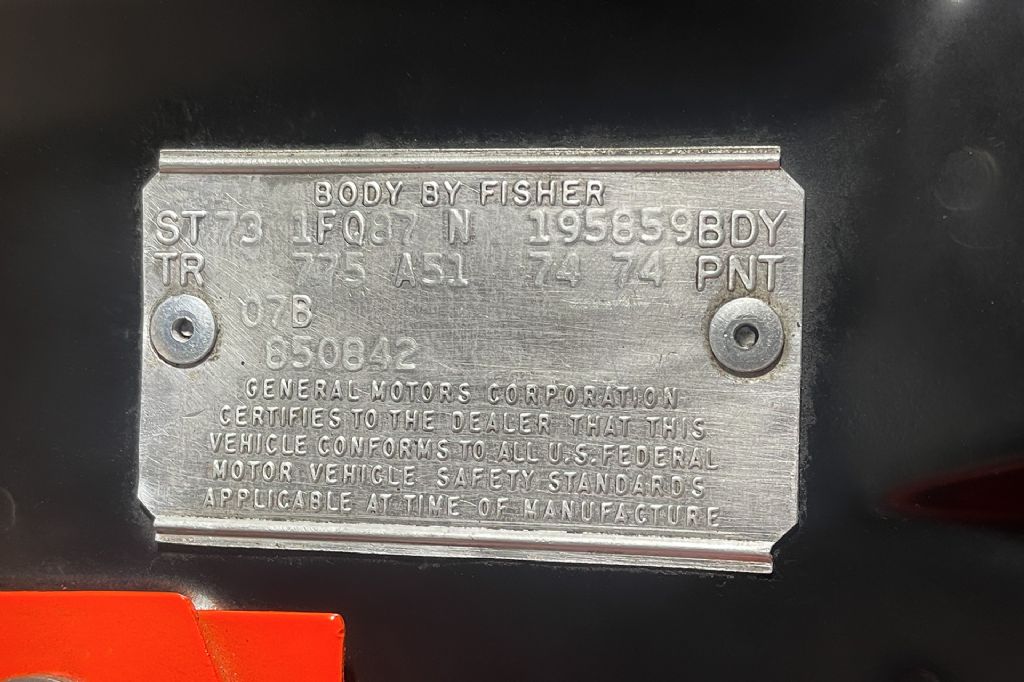 BODY BY FISHER
ST 73 1FQ87 N 195859 BDY
TR 775 A51 74 74 PNT
07B
850842
GENERAL MOTORS CORPORATION
CERTIFIES TO THE DEALER THAT THIS
VEHICLE CONFORMS TO ALL U.S. FEDERAL
MOTOR VEHICLE SAFETY STANDARDS
APPLICABLE AT TIME OF MANUFACTURE